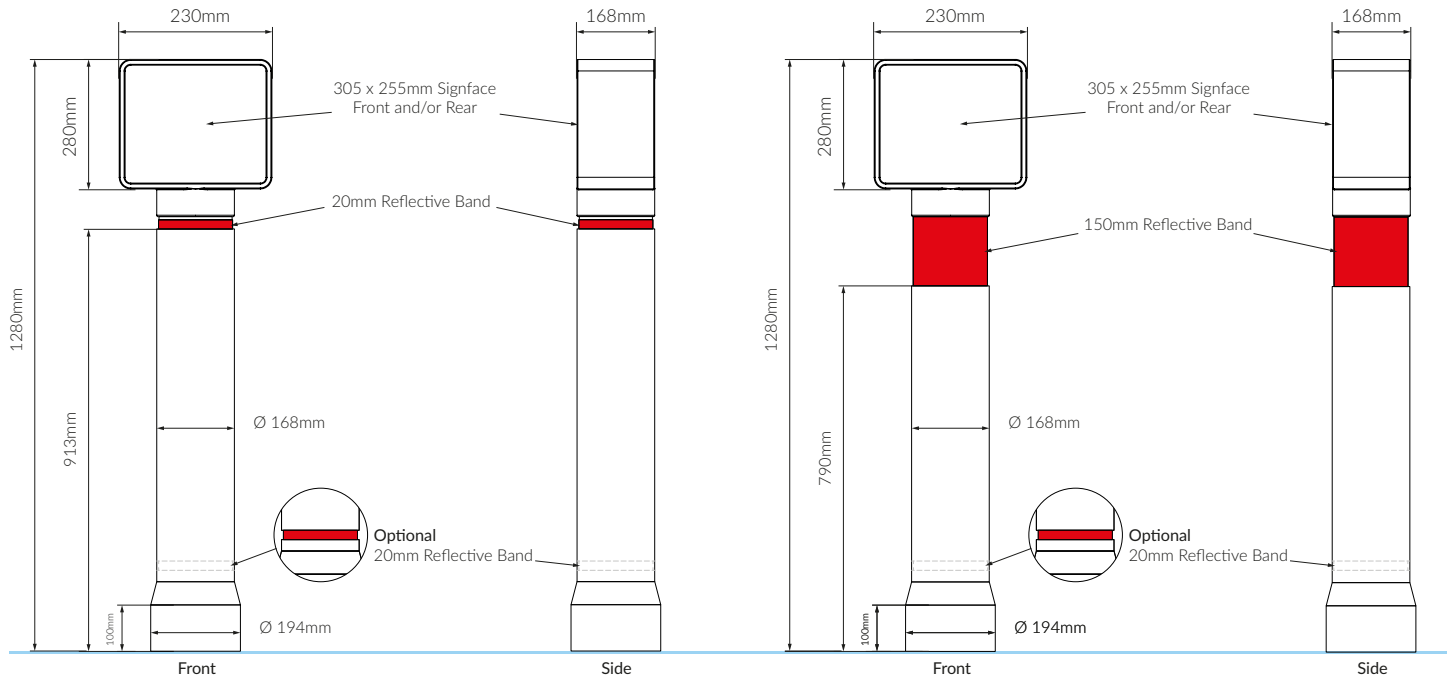 230mm
168mm
305 x 255mm Signface
Front and/or Rear
280mm
20mm Reflective Band
1280mm
913mm
Ø 168mm
Optional
20mm Reflective Band
100mm
Ø 194mm
Front
Side
230mm
168mm
305 x 255mm Signface
Front and/or Rear
280mm
150mm Reflective Band
1280mm
790mm
Ø 168mm
Optional
20mm Reflective Band
100mm
Ø 194mm
Front
Side